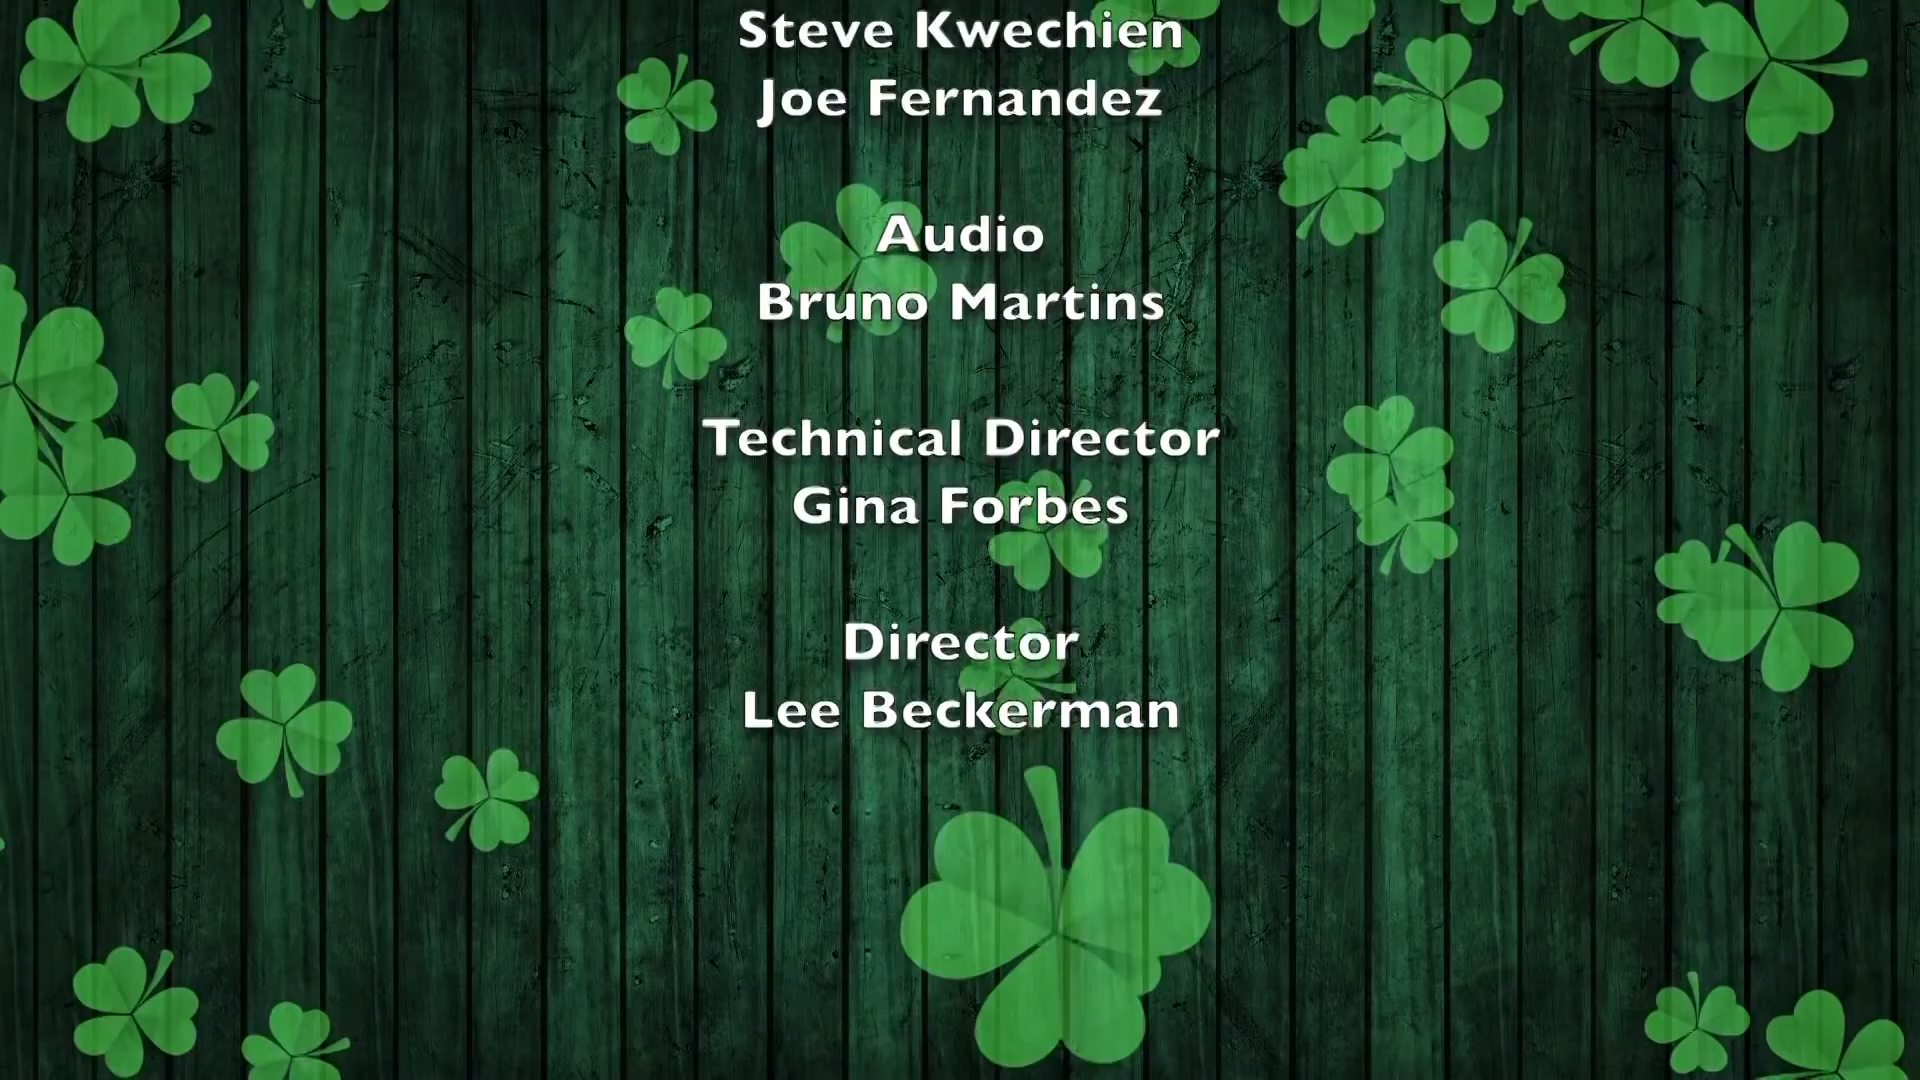 Steve Kwechien
Joe Fernandez
Audio
Bruno Martins
Technical Director
Gina Forbes
Director
Lee Beckerman